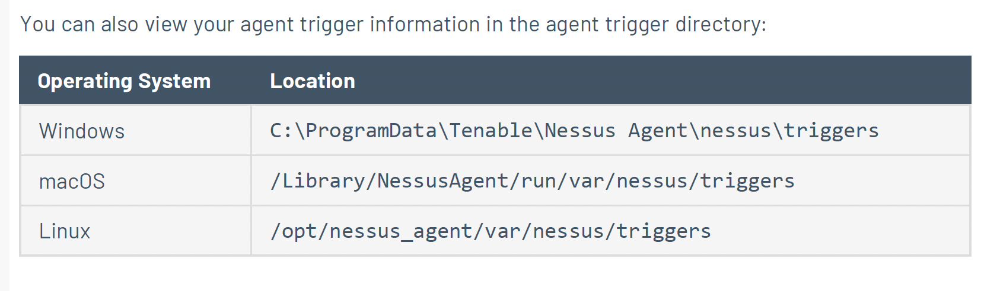 You can also view your agent trigger information in the agent trigger directory:
Operating System Location
Windows C:\ProgramData\Tenable\Nessus Agent\nessus\triggers
macOS /Library/NessusAgent/run/var/nessus/triggers
Linux /opt/nessus_agent/var/nessus/triggers